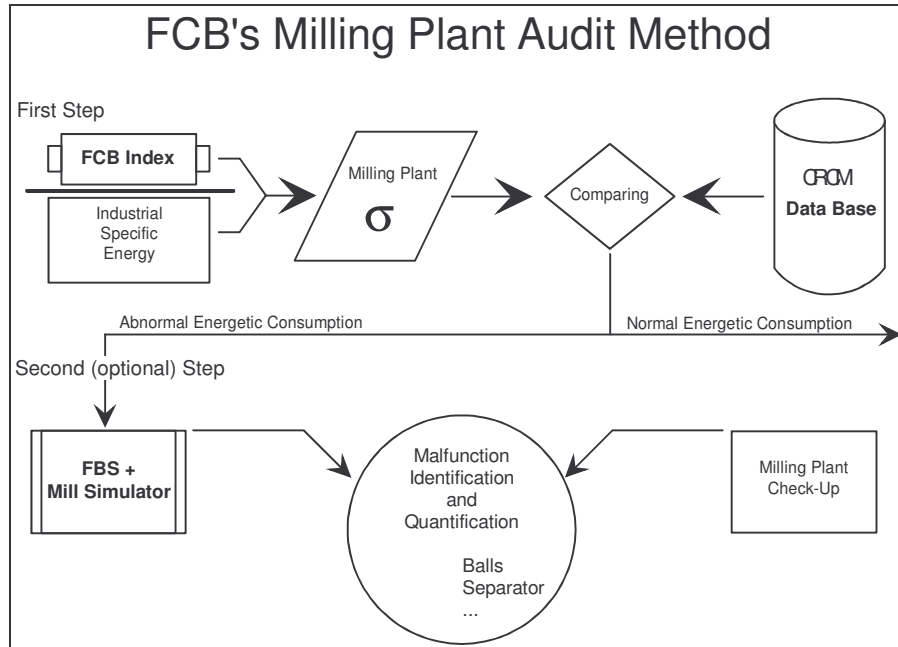 FCB's Milling Plant Audit Method
First Step
FCB Index
Industrial
Specific
Energy
Milling Plant
σ
Comparing
CRCM
Data Base
Abnormal Energetic Consumption
Normal Energetic Consumption
Second (optional) Step
FBS +
Mill Simulator
Malfunction
Identification
and
Quantification
Balls
Separator
...
Milling Plant
Check-Up